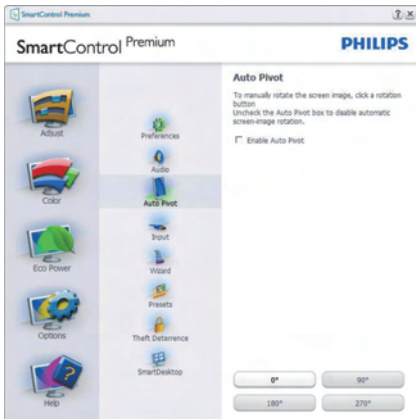 SmartControl Premium
SmartControl Premium
PHILIPS
Adjust
Color
Eco Power
Options
Help
Preferences
Audio
Auto Pivot
Input
Wizard
Presets
Theft Deterrence
SmartDesktop
Auto Pivot
To manually rotate the screen image, click a rotation
button
Uncheck the Auto Pivot box to disable automatic
screen-image rotation.
Enable Auto Pivot
0°
90°
180°
270°